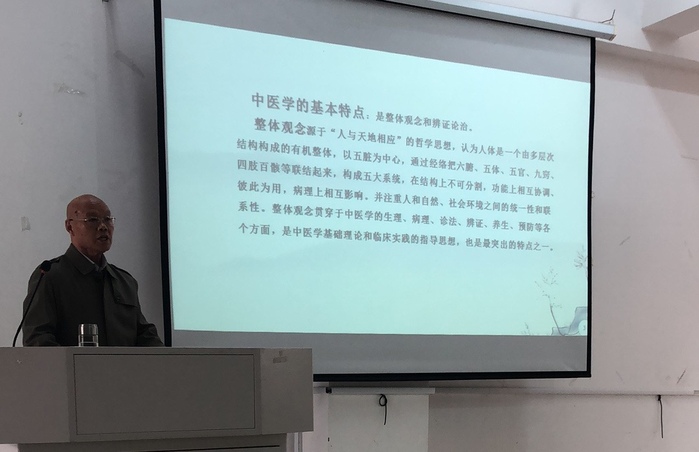 中医学的基本特点：是整体观念和辨证论治。
整体观念源于“人与天地相应”的哲学思想，认为人体是一个由多层次
结构构成的有机整体，以五脏为中心，通过经络把六腑、五体、五官、九窍、
四肢百骸等联结起来，构成五大系统，在结构上不可分割，功能上相互协调、
彼此为用，病理上相互影响。并注重人和自然、社会环境之间的统一性和联
系性。整体观念贯穿于中医学的生理、病理、诊法、辨证、养生、预防等各
个方面，是中医学基础理论和临床实践的指导思想，也是最突出的特点之一。